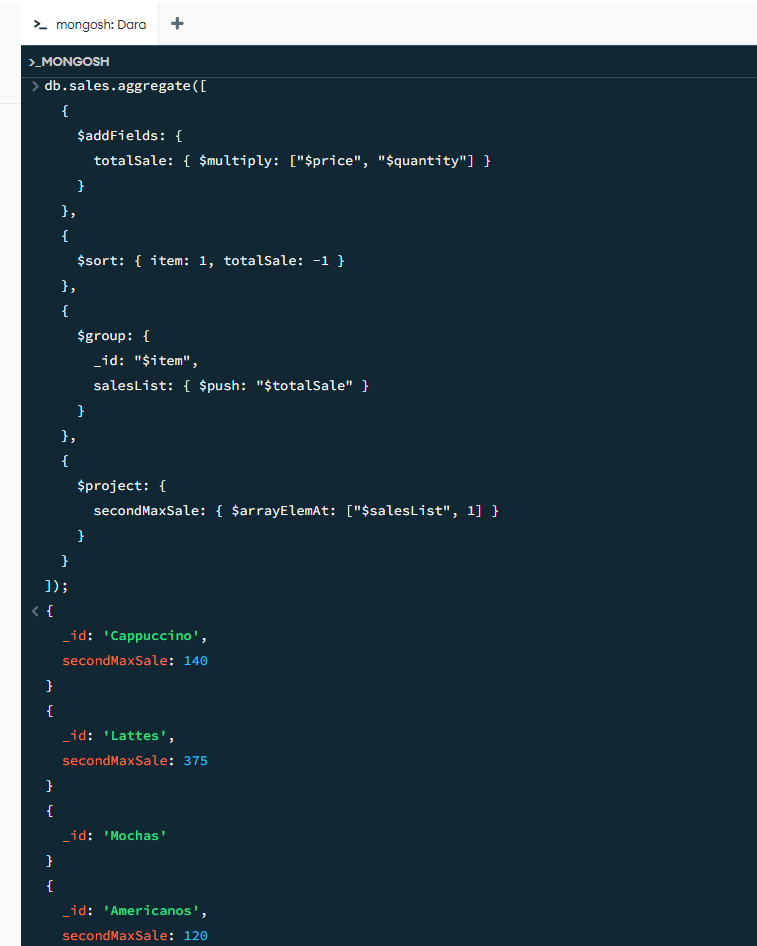 >_ mongosh: Dara +
>_MONGOSH
> db.sales.aggregate([
{
$addFields: {
totalSale: { $multiply: ["$price", "$quantity"] }
}
},
{
$sort: { item: 1, totalSale: -1 }
},
{
$group: {
_id: "$item",
salesList: { $push: "$totalSale" }
}
},
{
$project: {
secondMaxSale: { $arrayElemAt: ["$salesList", 1] }
}
}
]);
< {
_id: 'Cappuccino',
secondMaxSale: 140
}
{
_id: 'Lattes',
secondMaxSale: 375
}
{
_id: 'Mochas'
}
{
_id: 'Americanos',
secondMaxSale: 120